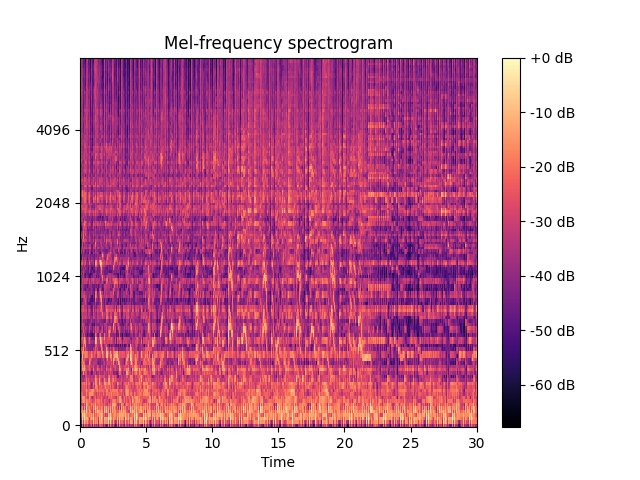 Mel-frequency spectrogram
+0 dB
4096
-10 dB
-20 dB
2048
-30 dB
Hz
1024
-40 dB
-50 dB
512
-60 dB
0
0 5 10 15 20 25 30
Time